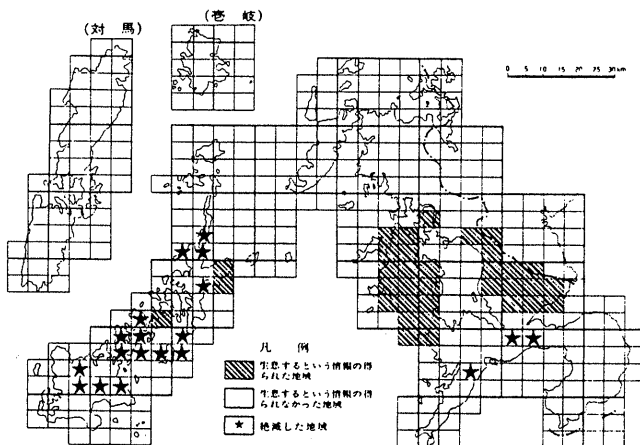 (対 馬)
(壱 岐)
0 5 10 15 20 25 30 km
凡 例
生息するという情報の得
られた地域
生息するという情報の得
られなかった地域
絶滅した地域